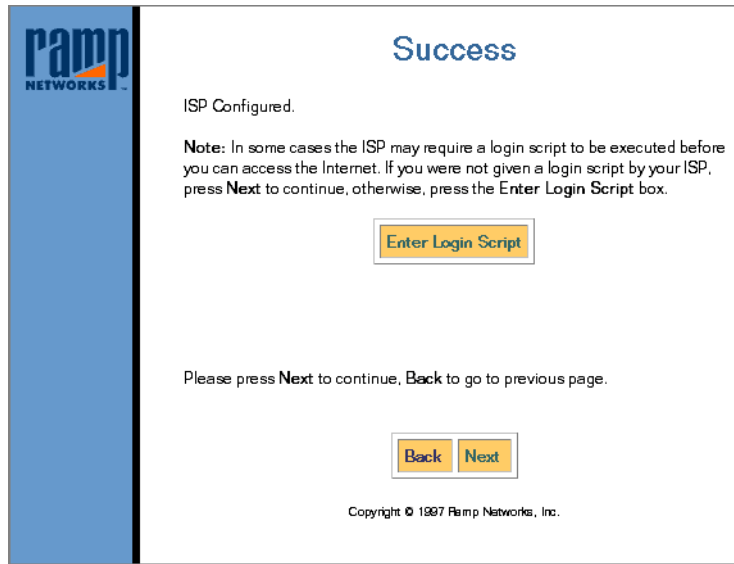 ramp
NETWORKS™
Success
ISP Configured.
Note: In some cases the ISP may require a login script to be executed before
you can access the Internet. If you were not given a login script by your ISP,
press Next to continue, otherwise, press the Enter Login Script box.
Enter Login Script
Please press Next to continue, Back to go to previous page.
Back Next
Copyright © 1997 Ramp Networks, Inc.